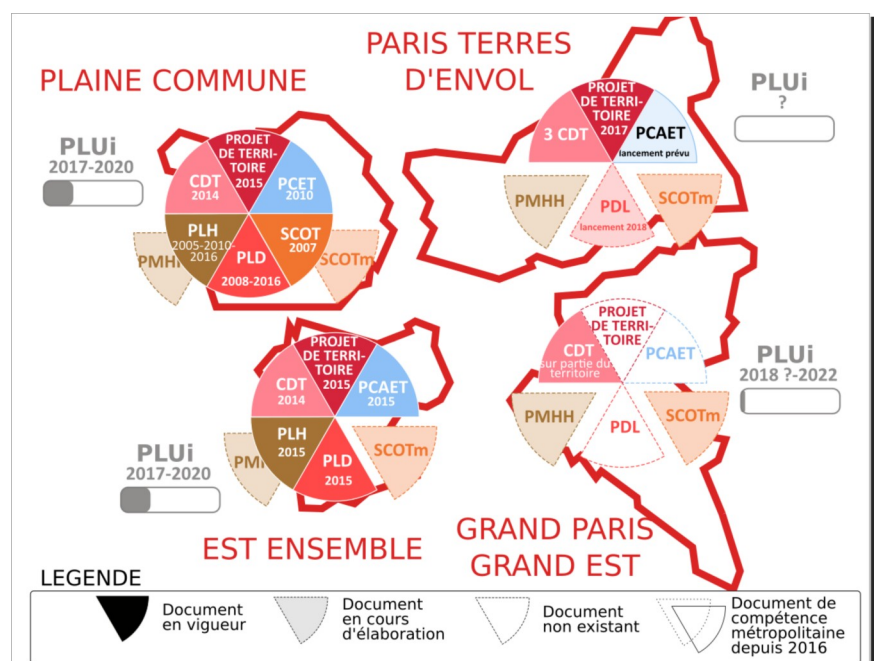 PLAINE COMMUNE
PLUi
2017-2020
PROJET
DE TERRI-
TOIRE
2015
CDT
2014
PCET
2010
PLH
2005-2010-
2016
SCOT
2007
PLD
2008-2016
SCOTm
PARIS TERRES
D'ENVOL
PLUi
?
PROJET
DE TERRI-
TOIRE
2017
3 CDT
PCAET
lancement prévu
PMHH
PDL
lancement 2018
SCOTm
PROJET
DE TERRI-
TOIRE
2015
CDT
2014
PCAET
2015
PLH
2015
PLD
2015
SCOTm
PLUi
2017-2020
EST ENSEMBLE
PROJET
DE TERRI-
TOIRE
CDT
sur partie du
territoire
PCAET
PMHH
PDL
SCOTm
PLUi
2018 ?-2022
GRAND PARIS
GRAND EST
LEGENDE
Document
en vigueur
Document
en cours
d'élaboration
Document
non existant
Document de
compétence
métropolitaine
depuis 2016